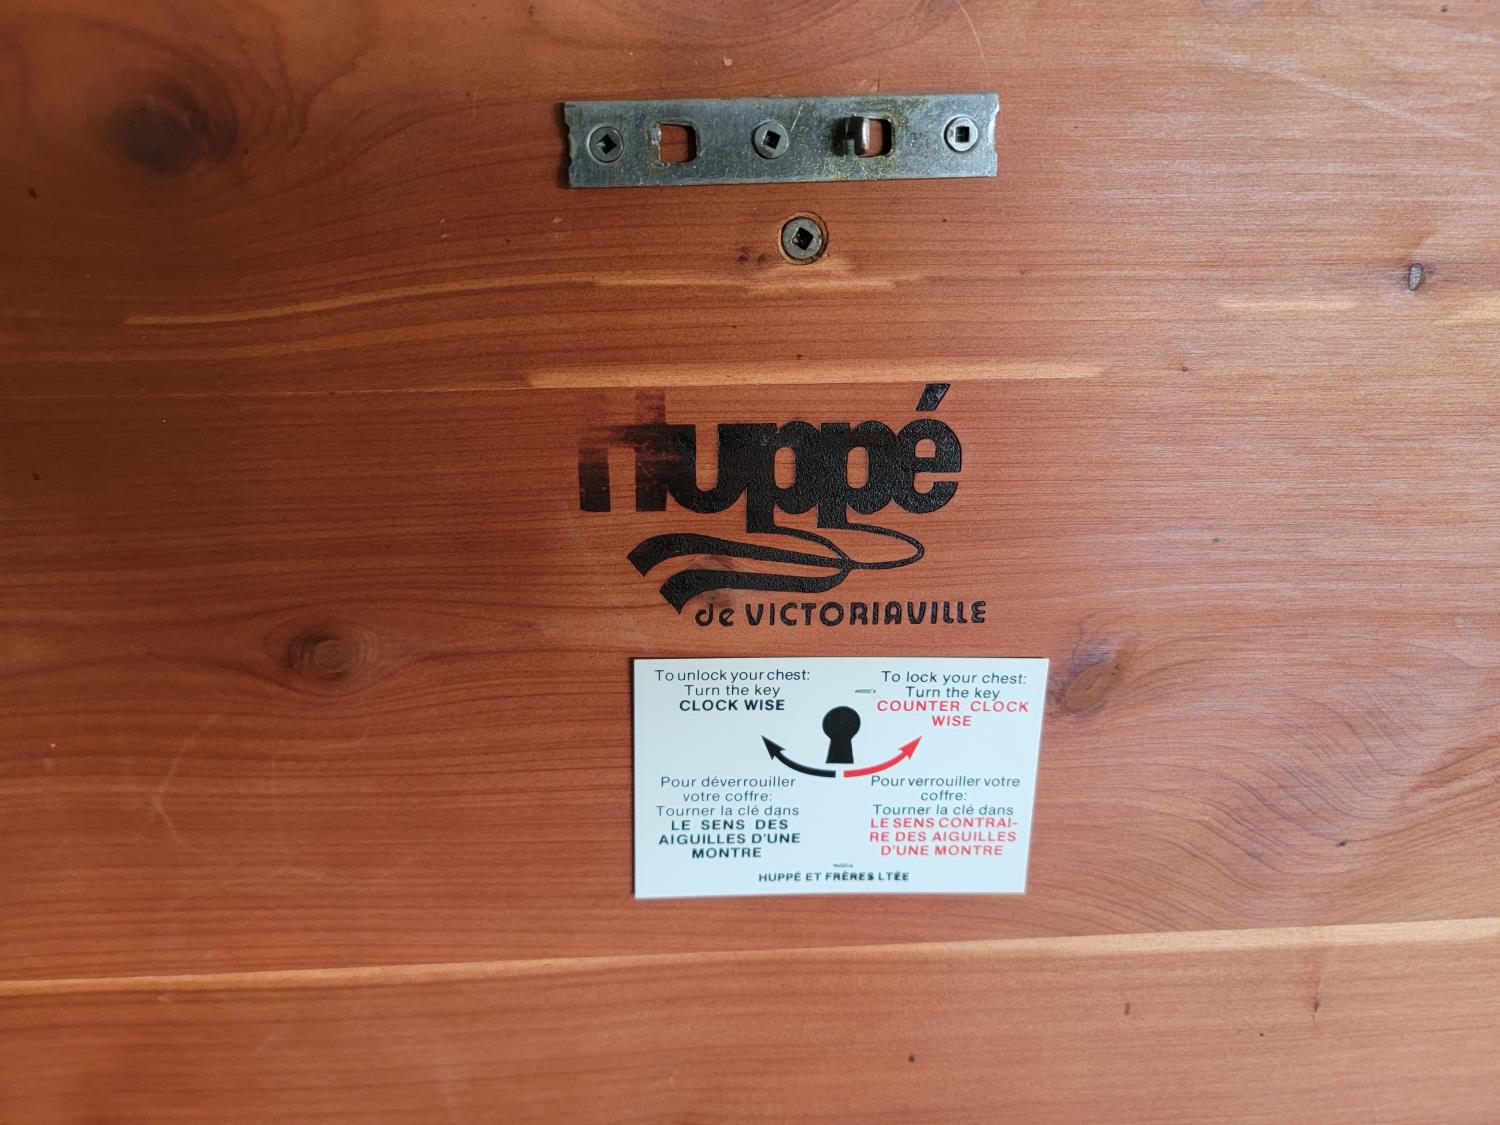 Huppé
de VICTORIAVILLE
To unlock your chest:
Turn the key
CLOCK WISE
To lock your chest:
Turn the key
COUNTER CLOCK
WISE
Pour déverrouiller
votre coffre:
Tourner la clé dans
LE SENS DES
AIGUILLES D'UNE
MONTRE
Pour verrouiller votre
coffre:
Tourner la clé dans
LE SENS CONTRAI-
RE DES AIGUILLES
D'UNE MONTRE
HUPPÉ ET FRÈRES LTÉE